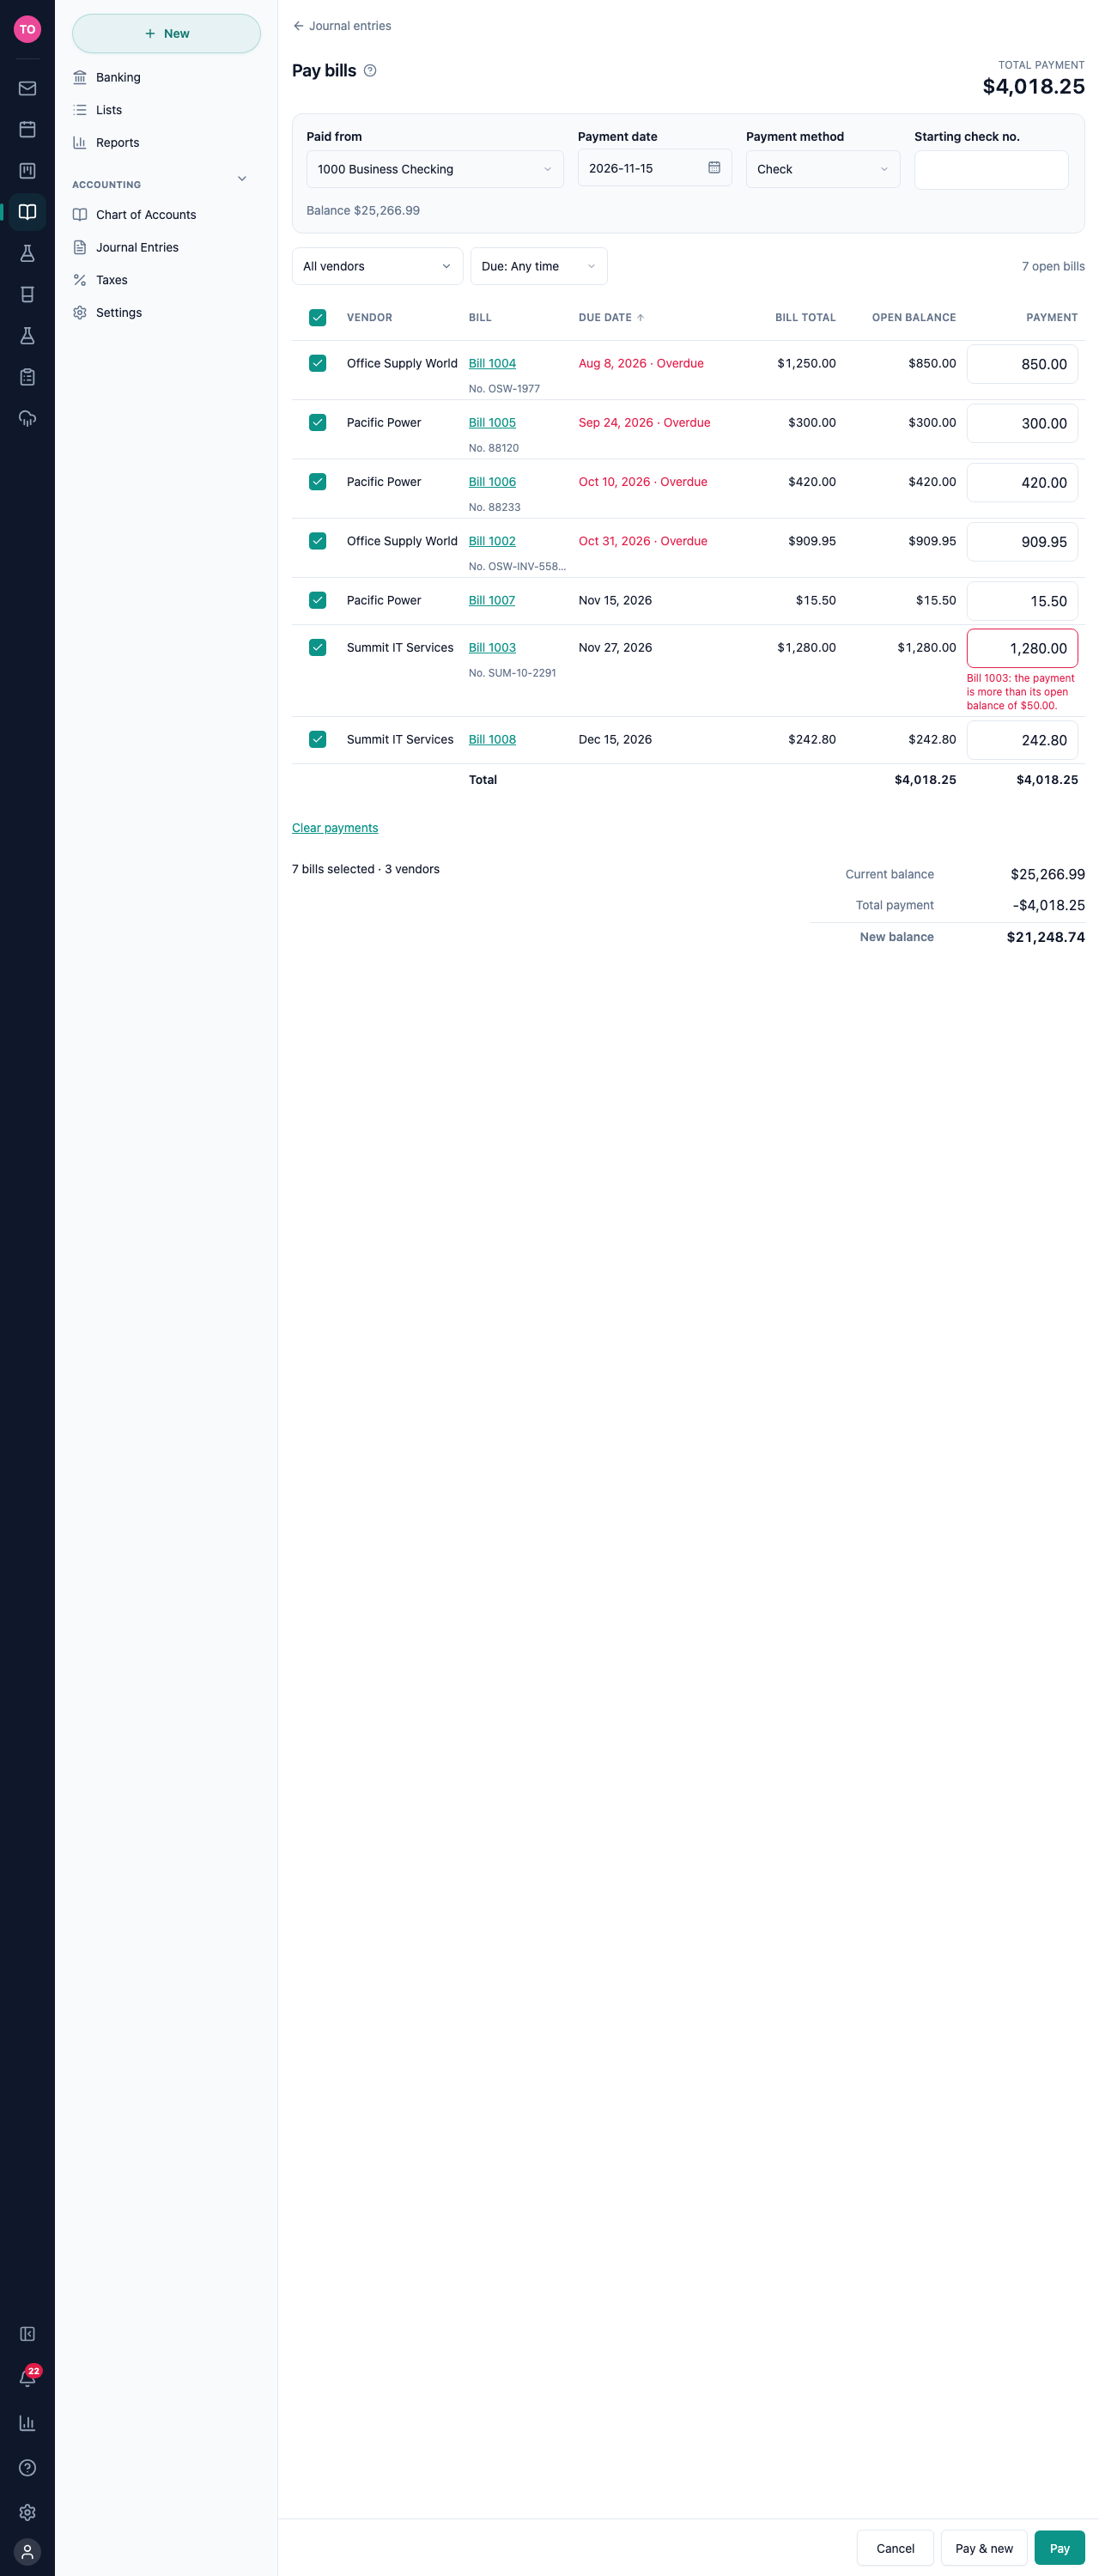 TO
New
Banking
Lists
Reports
ACCOUNTING
Chart of Accounts
Journal Entries
Taxes
Settings
22
Journal entries
Pay bills
TOTAL PAYMENT
$4,018.25
Paid from
Payment date
Payment method
Starting check no.
1000 Business Checking
2026-11-15
Check
Balance $25,266.99
All vendors
Due: Any time
7 open bills
VENDOR BILL DUE DATE BILL TOTAL OPEN BALANCE PAYMENT
Office Supply World Bill 1004 Aug 8, 2026 · Overdue $1,250.00 $850.00 850.00
No. OSW-1977
Pacific Power Bill 1005 Sep 24, 2026 · Overdue $300.00 $300.00 300.00
No. 88120
Pacific Power Bill 1006 Oct 10, 2026 · Overdue $420.00 $420.00 420.00
No. 88233
Office Supply World Bill 1002 Oct 31, 2026 · Overdue $909.95 $909.95 909.95
No. OSW-INV-558...
Pacific Power Bill 1007 Nov 15, 2026 $15.50 $15.50 15.50
Summit IT Services Bill 1003 Nov 27, 2026 $1,280.00 $1,280.00 1,280.00
No. SUM-10-2291
Bill 1003: the payment
is more than its open
balance of $50.00.
Summit IT Services Bill 1008 Dec 15, 2026 $242.80 $242.80 242.80
Total $4,018.25 $4,018.25
Clear payments
7 bills selected · 3 vendors
Current balance $25,266.99
Total payment -$4,018.25
New balance $21,248.74
Cancel
Pay & new
Pay